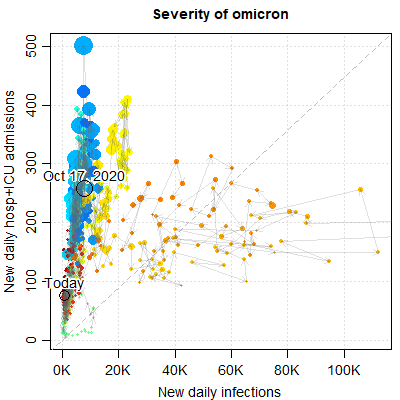 Severity of omicron
New daily hosp+ICU admissions
500
400
300
200
100
0
Oct 17, 2020
Today
0K
20K
40K
60K
80K
100K
New daily infections